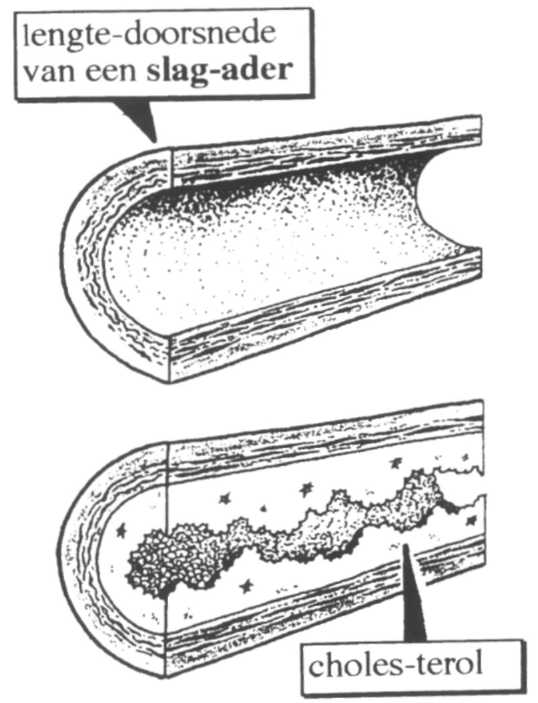 lengte-doorsnede
van een slag-ader
choles-terol